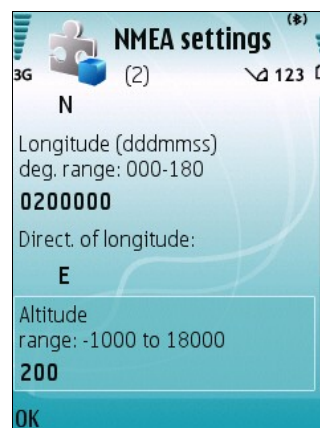 NMEA settings
3G
(2)
123
N
Longitude (dddmmss)
deg. range: 000-180
0200000
Direct. of longitude:
E
Altitude
range: -1000 to 18000
200
OK